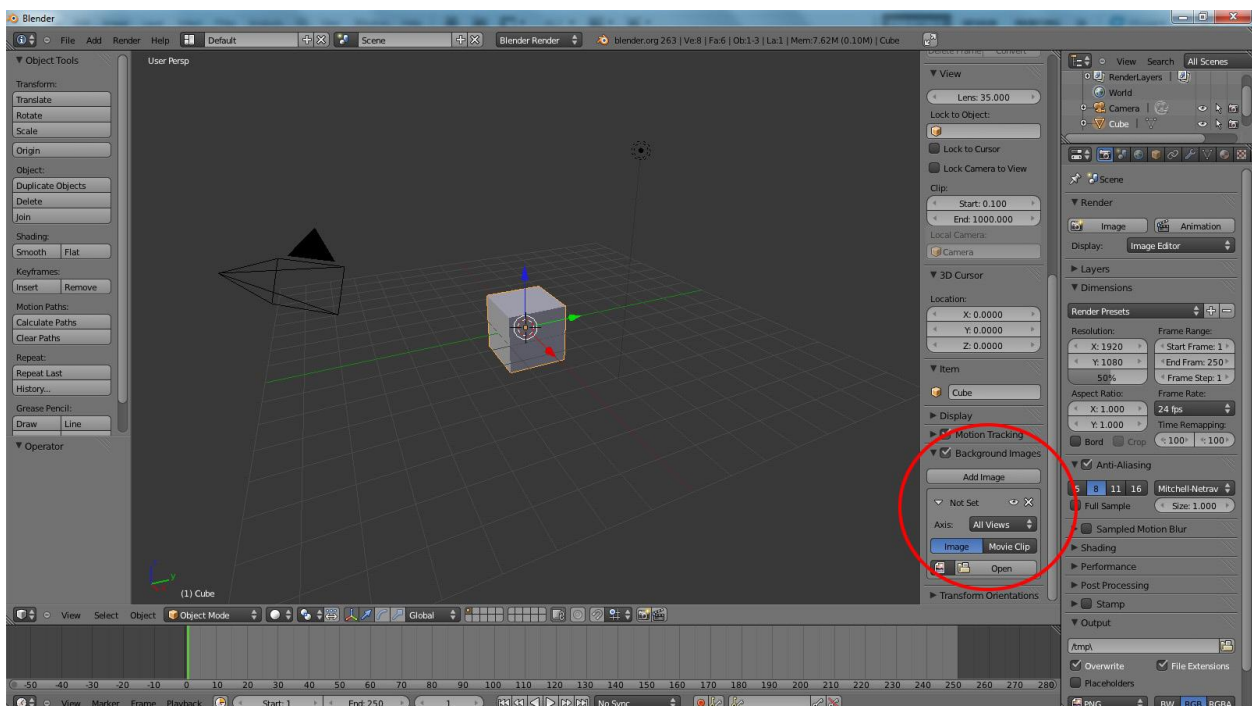 Blender
File Add Render Help Default Scene Blender Render blender.org 263 | Ve:8 | Fa:6 | Ob:1-3 | La:1 | Mem:7.62M (0.10M) | Cube
Object Tools
Transform:
Translate
Rotate
Scale
Origin
Object:
Duplicate Objects
Delete
Join
Shading:
Smooth Flat
Keyframes:
Insert Remove
Motion Paths:
Calculate Paths
Clear Paths
Repeat:
Repeat Last
History...
Grease Pencil:
Draw Line
Operator
User Persp
y
(1) Cube
Delete Frame Convert
View
Lens: 35.000
Lock to Object:
Lock to Cursor
Lock Camera to View
Clip:
Start: 0.100
End: 1000.000
Local Camera:
Camera
3D Cursor
Location:
X: 0.0000
Y: 0.0000
Z: 0.0000
Item
Cube
Display
Motion Tracking
Background Images
Add Image
Not Set
Axis: All Views
Image Movie Clip
Open
Transform Orientations
View Search All Scenes
RenderLayers |
World
Camera |
Cube |
Scene
Render
Image Animation
Display: Image Editor
Layers
Dimensions
Render Presets
Resolution: Frame Range:
X: 1920 Start Frame: 1
Y: 1080 End Fram: 250
50% Frame Step: 1
Aspect Ratio: Frame Rate:
X: 1.000 24 fps
Y: 1.000 Time Remapping:
Bord Crop : 100 : 100
Anti-Aliasing
5 8 11 16 Mitchell-Netrav
Full Sample Size: 1.000
Sampled Motion Blur
Shading
Performance
Post Processing
Stamp
Output
/tmp\
Overwrite File Extensions
Placeholders
PNG BW RGB RGBA
View Select Object Object Mode Global
-50 -40 -30 -20 -10 0 10 20 30 40 50 60 70 80 90 100 110 120 130 140 150 160 170 180 190 200 210 220 230 240 250 260 270 280
View Marker Frame Playback Start: 1 End: 250 1 No Sync